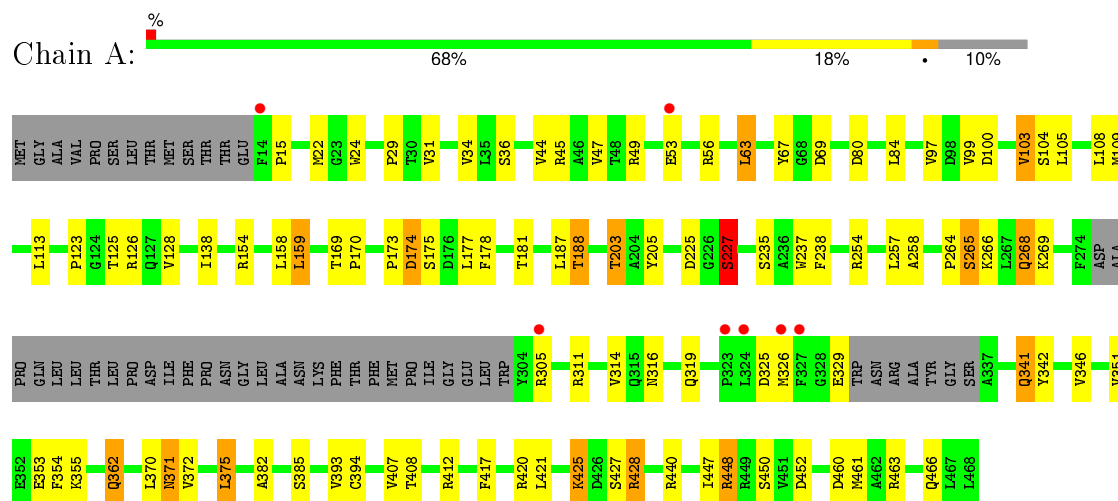 %
Chain A:
68% 18% • 10%
MET GLY ALA VAL PRO SER LEU THR MET SER THR THR GLU F14 P15 M22 G23 W24 P29 T30 V31 V34 L35 S36 V44 R45 A46 V47 T48 R49 E53 R56 L63 Y67 G68 D69 D80 L84 V97 D98 V99 D100 V103 S104 L105 L108 M109
L113 P123 G124 T125 R126 Q127 V128 I138 R154 L158 L159 T169 P170 P173 D174 S175 D176 L177 F178 T181 L187 T188 T203 A204 Y205 D225 G226 S227 S235 A236 W237 F238 R254 L257 A258 P264 S265 K266 L267 Q268 K269 F274 ASP ALA
PRO GLN LEU LEU THR LEU PRO ASP ILE PHE PRO ASN GLY LEU ALA ASN LYS PHE THR PHE MET PRO ILE GLY GLU LEU TRP Y304 R305 R311 V314 Q315 N316 Q319 P323 L324 D325 M326 F327 G328 E329 TRP ASN ARG ALA TYR GLY SER A337 Q341 Y342 V346 V351
E352 E353 F354 K355 Q362 L370 N371 V372 L375 A382 S385 V393 C394 V407 T408 R412 F417 R420 L421 K425 D426 S427 R428 R440 I447 R448 R449 S450 V451 D452 D460 M461 A462 R463 Q466 L467 L468